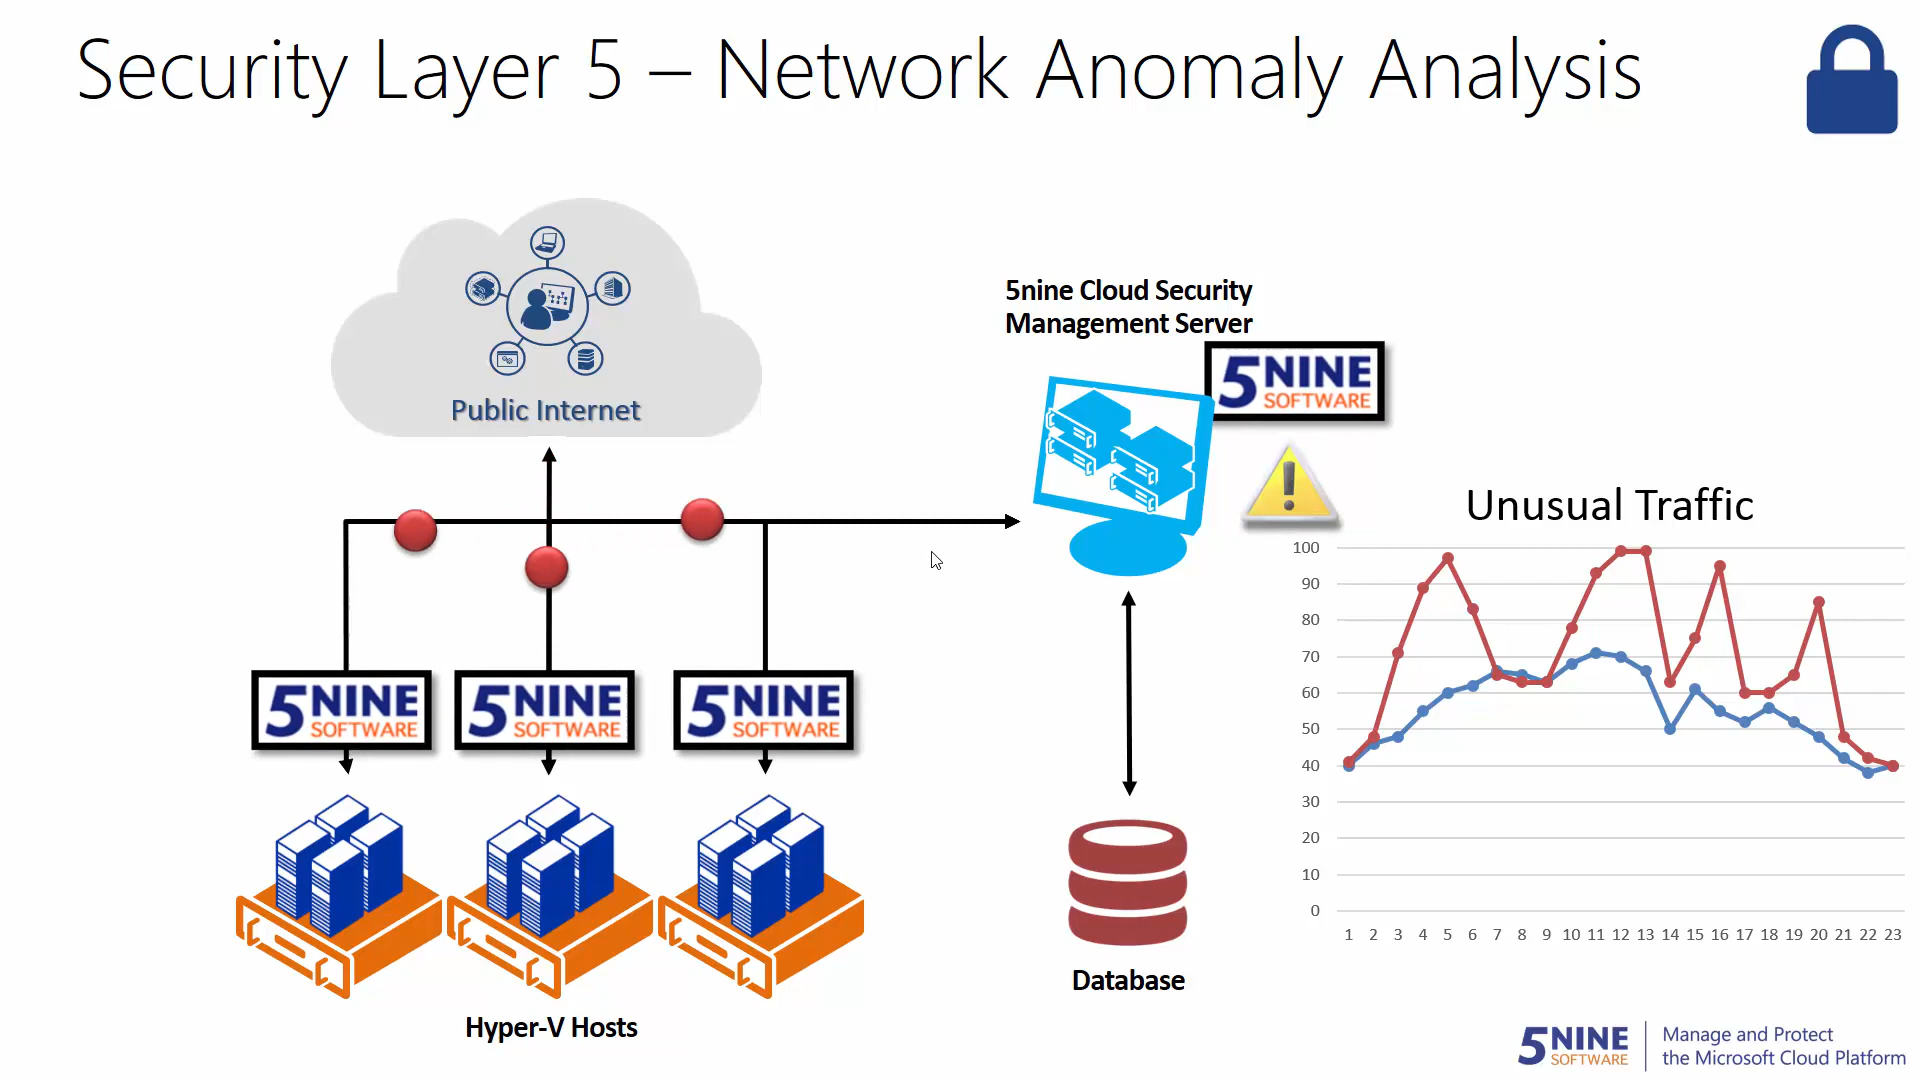 Security Layer 5 – Network Anomaly Analysis
Public Internet
5nine Cloud Security
Management Server
5NINE
SOFTWARE
Unusual Traffic
100
90
80
70
60
50
40
30
20
10
0
1 2 3 4 5 6 7 8 9 10 11 12 13 14 15 16 17 18 19 20 21 22 23
5NINE
SOFTWARE
5NINE
SOFTWARE
5NINE
SOFTWARE
Hyper-V Hosts
Database
5NINE
SOFTWARE
Manage and Protect
the Microsoft Cloud Platform